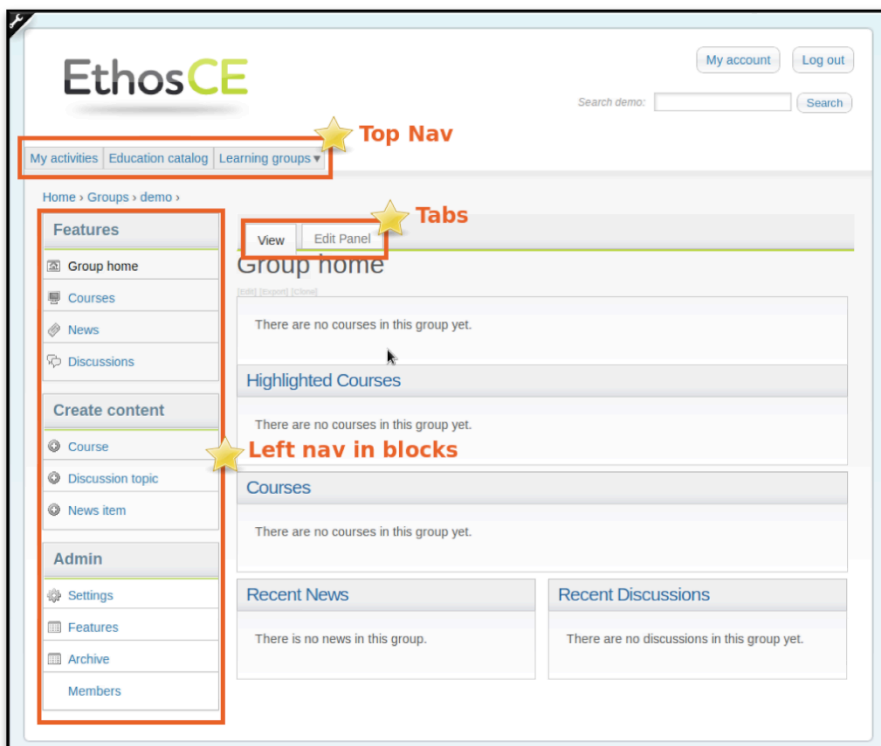 EthosCE
My account
Log out
Search demo:
Search
Top Nav
My activities
Education catalog
Learning groups ▾
Home › Groups › demo ›
Tabs
Features
Group home
Courses
News
Discussions
Create content
Course
Discussion topic
News item
Admin
Settings
Features
Archive
Members
Left nav in blocks
View
Edit Panel
Group home
[Edit] [Export] [Clone]
There are no courses in this group yet.
Highlighted Courses
There are no courses in this group yet.
Courses
There are no courses in this group yet.
Recent News
There is no news in this group.
Recent Discussions
There are no discussions in this group yet.